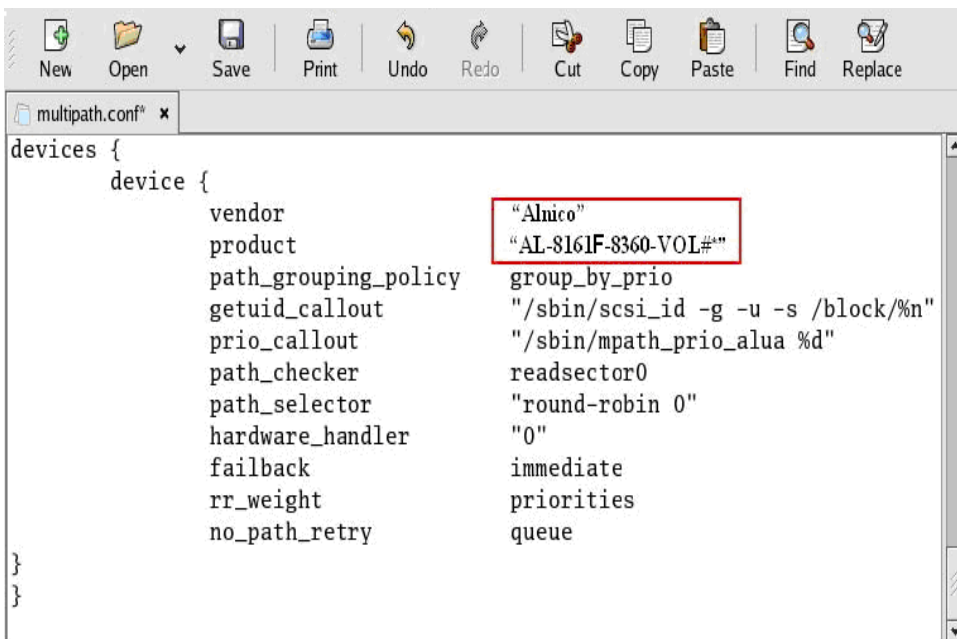 New Open Save Print Undo Redo Cut Copy Paste Find Replace
multipath.conf* x
devices {
device {
vendor “Alnico”
product “AL-8161F-8360-VOL#*”
path_grouping_policy group_by_prio
getuid_callout "/sbin/scsi_id -g -u -s /block/%n"
prio_callout "/sbin/mpath_prio_alua %d"
path_checker readsector0
path_selector "round-robin 0"
hardware_handler "0"
failback immediate
rr_weight priorities
no_path_retry queue
}
}